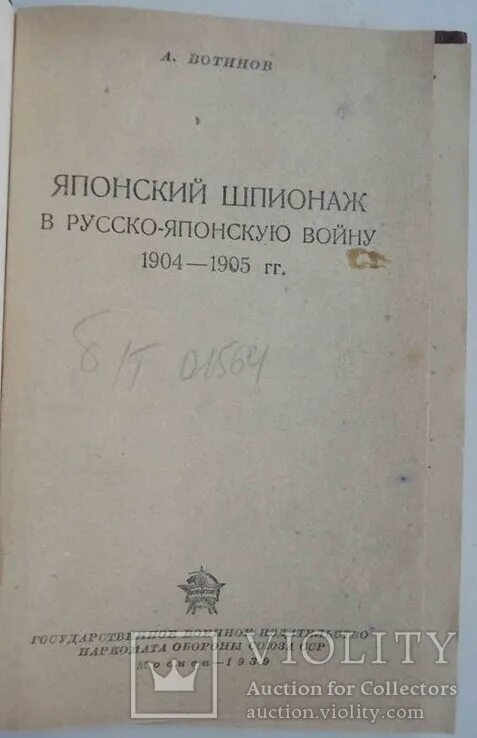 А. ВОТИНОВ
ЯПОНСКИЙ ШПИОНАЖ
В РУССКО-ЯПОНСКУЮ ВОЙНУ
1904—1905 гг.
б/т 01564
ГОСУДАРСТВЕННОЕ ВОЕННОЕ ИЗДАТЕЛЬСТВО
НАРКОМАТА ОБОРОНЫ СОЮЗА ССР
Москва—1939
VIOLITY
Auction for Collectors
auction.violity.com